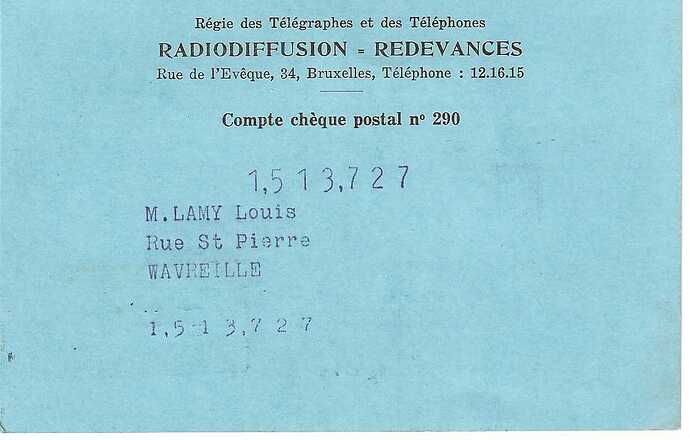 Régie des Télégraphes et des Téléphones
RADIODIFFUSION = REDEVANCES
Rue de l'Evêque, 34, Bruxelles, Téléphone : 12.16.15
Compte chèque postal nº 290
1,513,727
M.LAMY Louis
Rue St Pierre
WAVREILLE
1,513,727